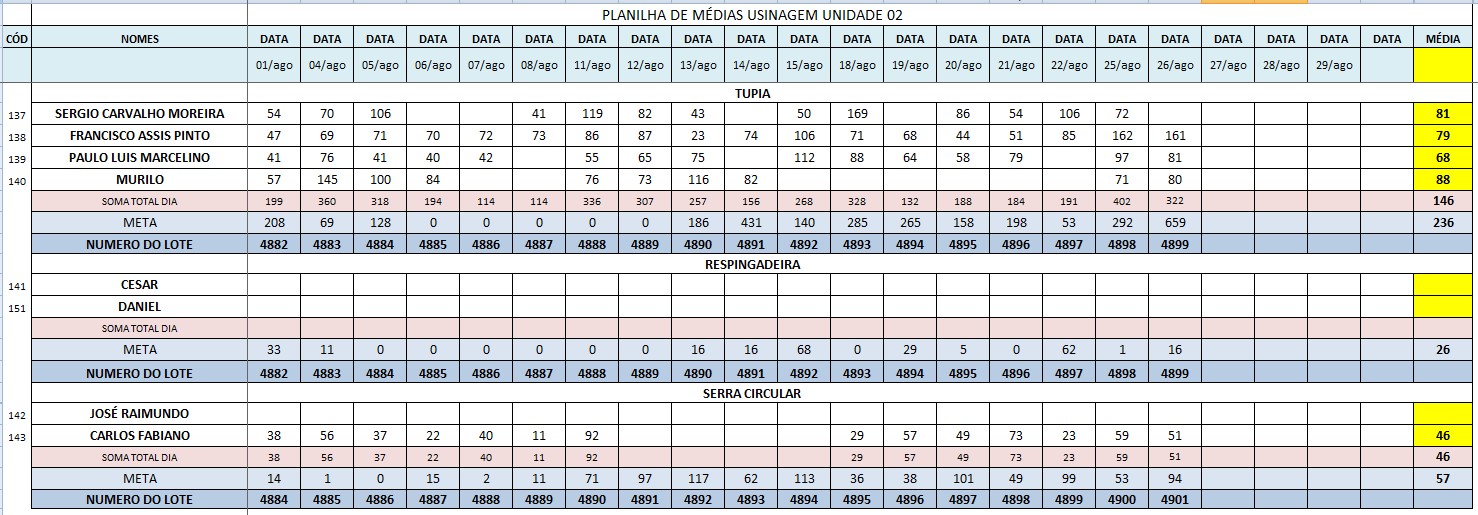 PLANILHA DE MÉDIAS USINAGEM UNIDADE 02
CÓD NOMES DATA DATA DATA DATA DATA DATA DATA DATA DATA DATA DATA DATA DATA DATA DATA DATA DATA DATA DATA DATA DATA DATA MÉDIA
01/ago 04/ago 05/ago 06/ago 07/ago 08/ago 11/ago 12/ago 13/ago 14/ago 15/ago 18/ago 19/ago 20/ago 21/ago 22/ago 25/ago 26/ago 27/ago 28/ago 29/ago
TUPIA
137 SERGIO CARVALHO MOREIRA 54 70 106 41 119 82 43 50 169 86 54 106 72 81
138 FRANCISCO ASSIS PINTO 47 69 71 70 72 73 86 87 23 74 106 71 68 44 51 85 162 161 79
139 PAULO LUIS MARCELINO 41 76 41 40 42 55 65 75 112 88 64 58 79 97 81 68
140 MURILO 57 145 100 84 76 73 116 82 71 80 88
SOMA TOTAL DIA 199 360 318 194 114 114 336 307 257 156 268 328 132 188 184 191 402 322 146
META 208 69 128 0 0 0 0 0 186 431 140 285 265 158 198 53 292 659 236
NUMERO DO LOTE 4882 4883 4884 4885 4886 4887 4888 4889 4890 4891 4892 4893 4894 4895 4896 4897 4898 4899
RESPINGADEIRA
141 CESAR
151 DANIEL
SOMA TOTAL DIA
META 33 11 0 0 0 0 0 0 16 16 68 0 29 5 0 62 1 16 26
NUMERO DO LOTE 4882 4883 4884 4885 4886 4887 4888 4889 4890 4891 4892 4893 4894 4895 4896 4897 4898 4899
SERRA CIRCULAR
142 JOSÉ RAIMUNDO
143 CARLOS FABIANO 38 56 37 22 40 11 92 29 57 49 73 23 59 51 46
SOMA TOTAL DIA 38 56 37 22 40 11 92 29 57 49 73 23 59 51 46
META 14 1 0 15 2 11 71 97 117 62 113 36 38 101 49 99 53 94 57
NUMERO DO LOTE 4884 4885 4886 4887 4888 4889 4890 4891 4892 4893 4894 4895 4896 4897 4898 4899 4900 4901